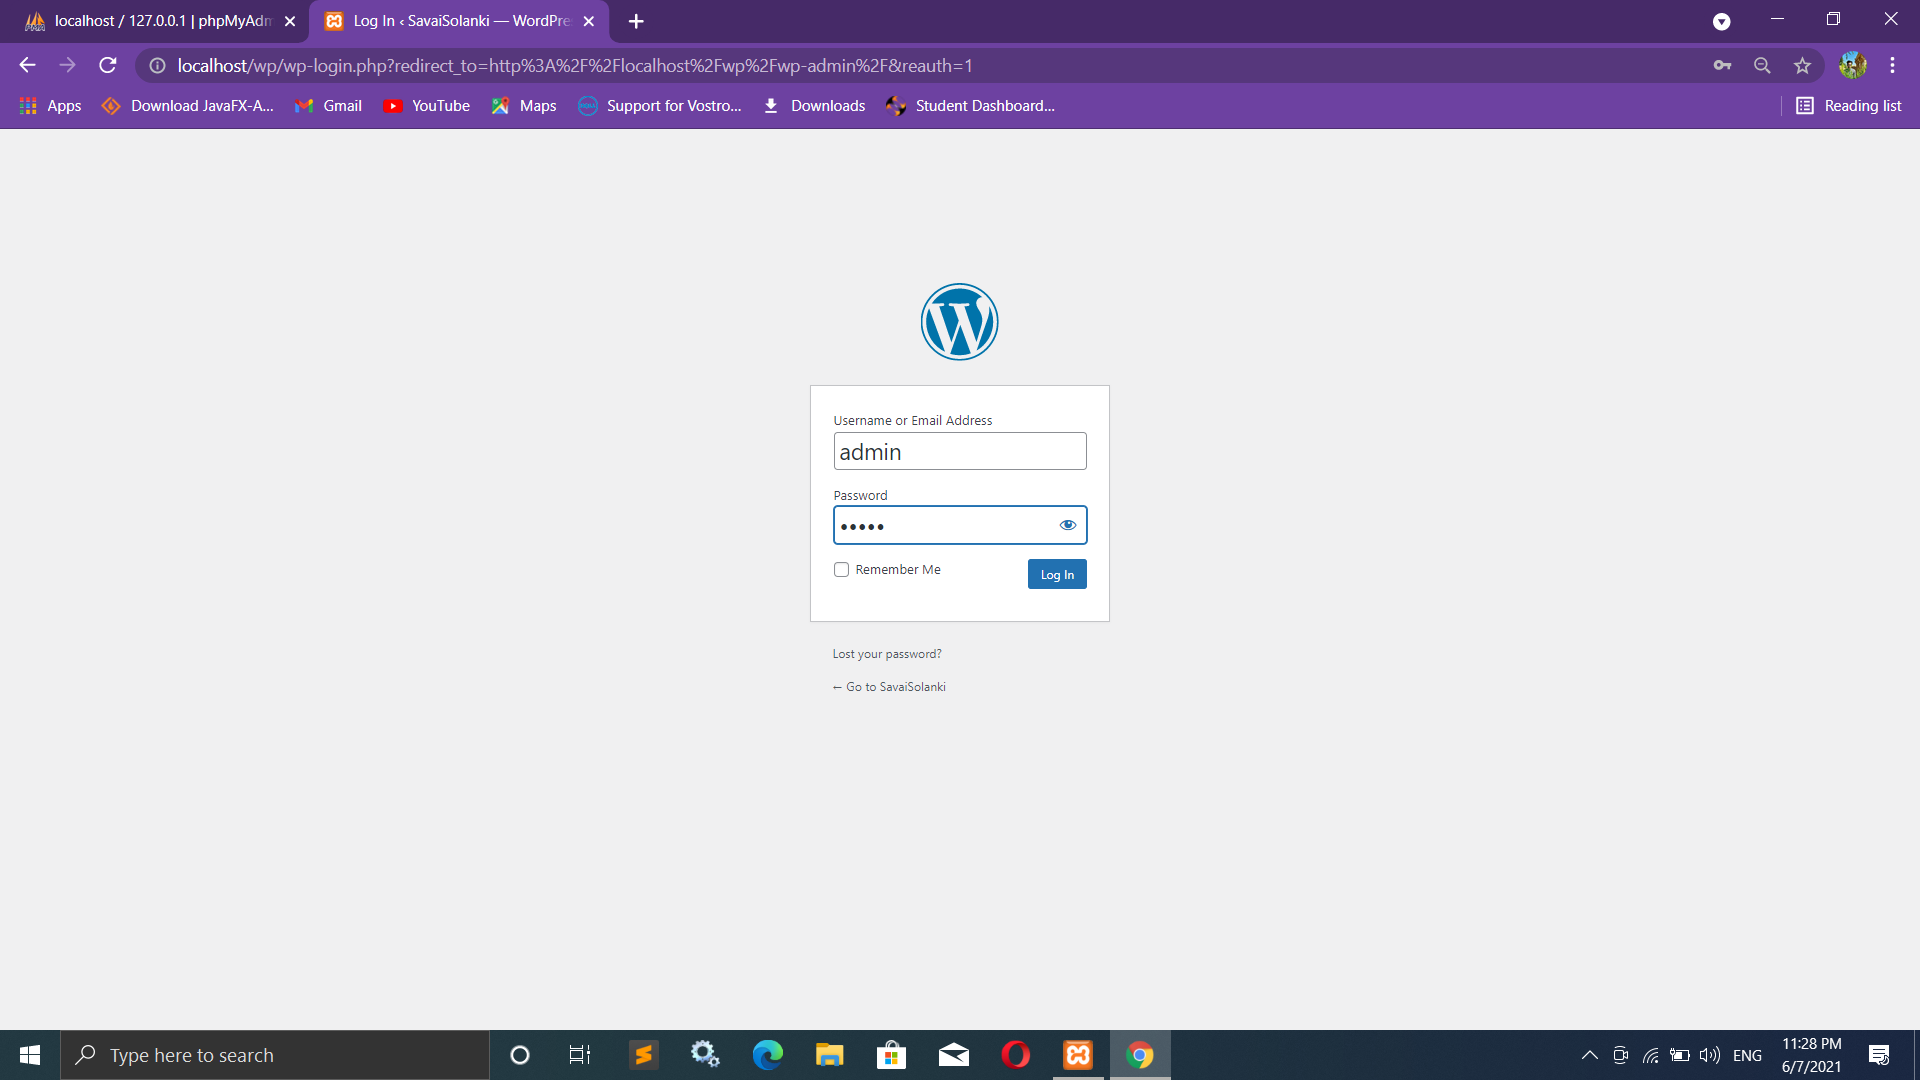 localhost / 127.0.0.1 | phpMyAdm
Log In ‹ SavaiSolanki — WordPre
localhost/wp/wp-login.php?redirect_to=http%3A%2F%2Flocalhost%2Fwp%2Fwp-admin%2F&reauth=1
Apps
Download JavaFX-A...
Gmail
YouTube
Maps
Support for Vostro...
Downloads
Student Dashboard...
Reading list
Username or Email Address
admin
Password
•••••
Remember Me
Log In
Lost your password?
← Go to SavaiSolanki
Type here to search
ENG
11:28 PM
6/7/2021